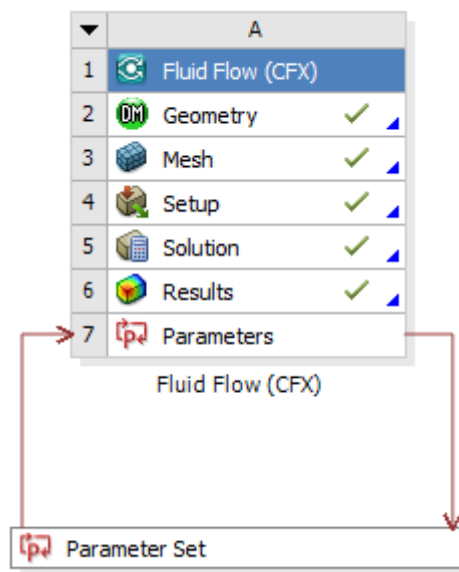 A
1 Fluid Flow (CFX)
2 DM Geometry
3 Mesh
4 Setup
5 Solution
6 Results
7 p Parameters
Fluid Flow (CFX)
p Parameter Set